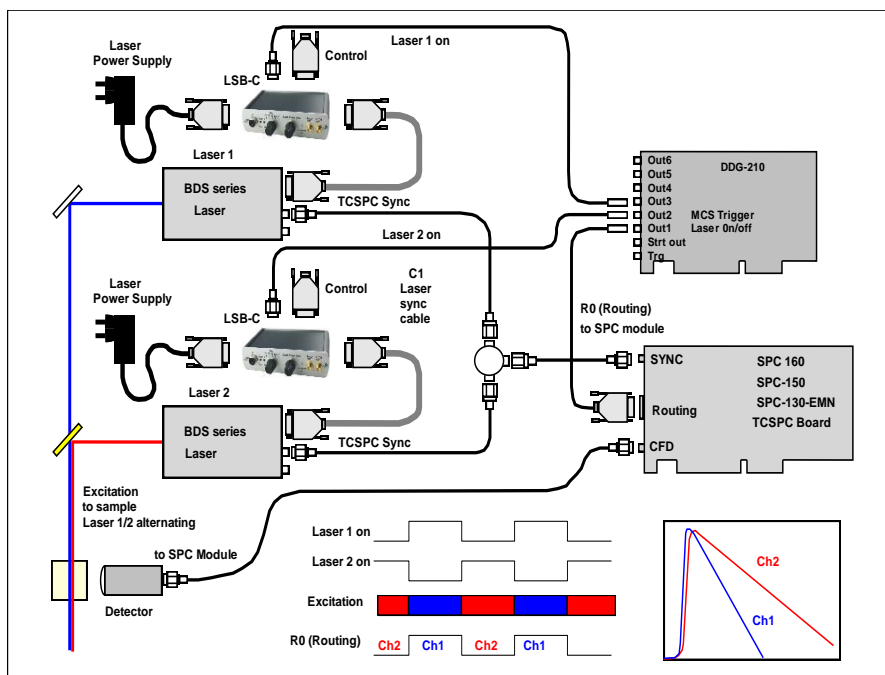 Laser
Power Supply
LSB-C
Control
Laser 1 on
Laser 1
BDS series
Laser
TCSPC Sync
Out6
Out5
Out4
Out3
Out2
Out1
Strt out
Trg
DDG-210
MCS Trigger
Laser 0n/off
Laser 2 on
Laser
Power Supply
LSB-C
Control
C1
Laser
sync
cable
R0 (Routing)
to SPC module
Laser 2
BDS series
Laser
TCSPC Sync
SYNC
Routing
CFD
SPC 160
SPC-150
SPC-130-EMN
TCSPC Board
Excitation
to sample
Laser 1/2 alternating
to SPC Module
Detector
Laser 1 on
Laser 2 on
Excitation
R0 (Routing)
Ch2 Ch1 Ch2 Ch1
Ch2
Ch1